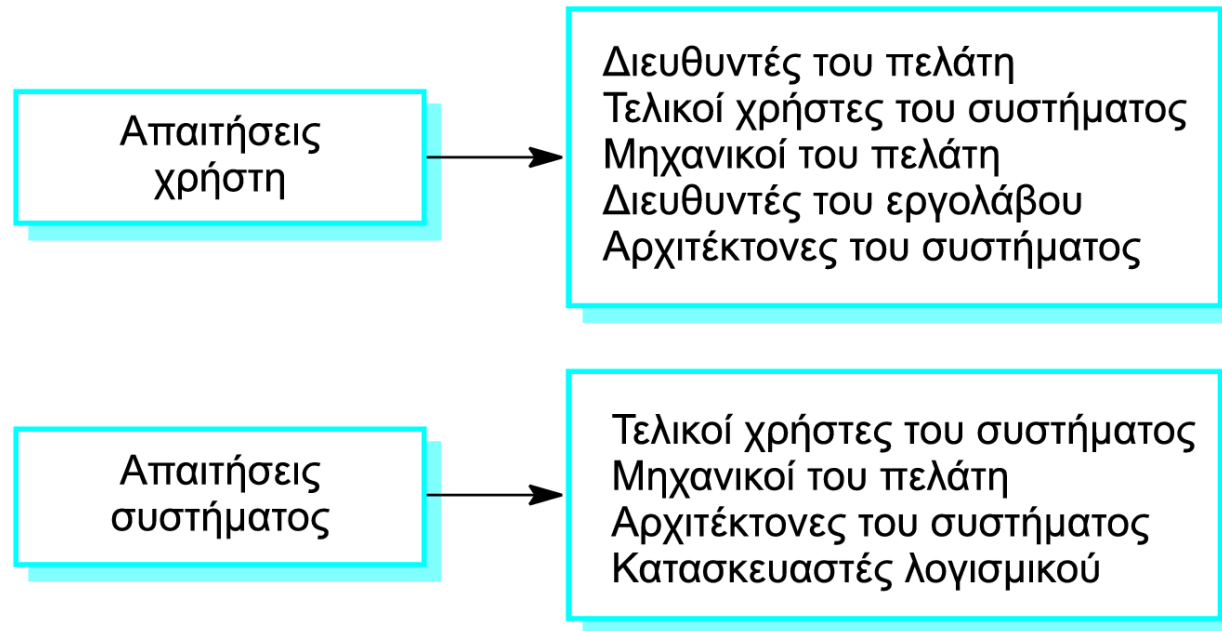 Απαιτήσεις
χρήστη
Διευθυντές του πελάτη
Τελικοί χρήστες του συστήματος
Μηχανικοί του πελάτη
Διευθυντές του εργολάβου
Αρχιτέκτονες του συστήματος
Απαιτήσεις
συστήματος
Τελικοί χρήστες του συστήματος
Μηχανικοί του πελάτη
Αρχιτέκτονες του συστήματος
Κατασκευαστές λογισμικού